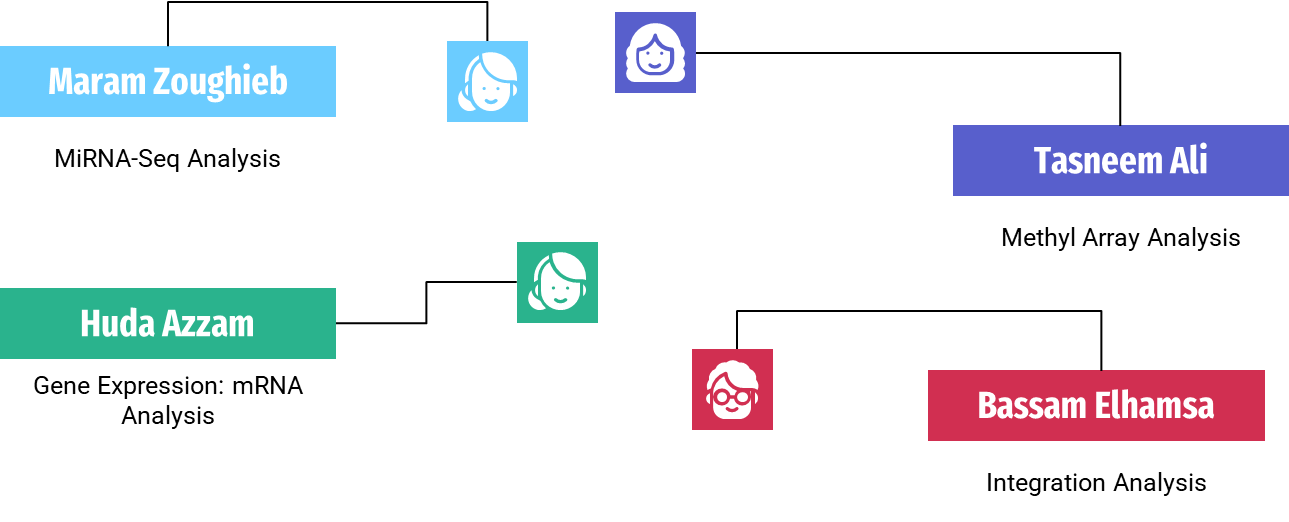 Maram Zoughieb
MiRNA-Seq Analysis
Tasneem Ali
Methyl Array Analysis
Huda Azzam
Gene Expression: mRNA
Analysis
Bassam Elhamsa
Integration Analysis